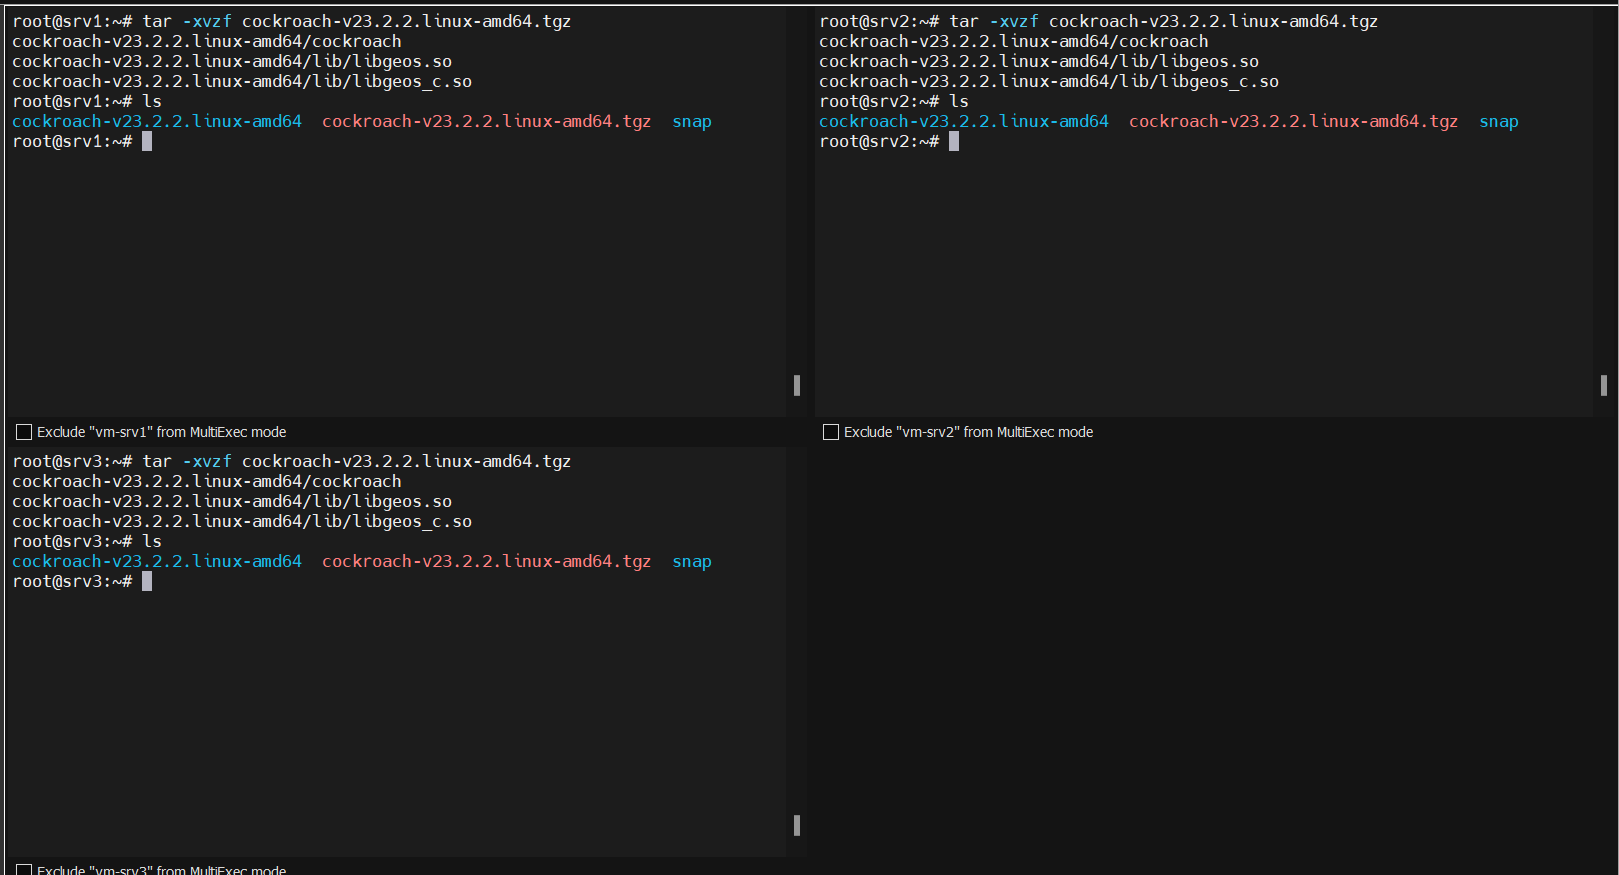 root@srv1:~# tar -xvzf cockroach-v23.2.2.linux-amd64.tgz
cockroach-v23.2.2.linux-amd64/cockroach
cockroach-v23.2.2.linux-amd64/lib/libgeos.so
cockroach-v23.2.2.linux-amd64/lib/libgeos_c.so
root@srv1:~# ls
cockroach-v23.2.2.linux-amd64  cockroach-v23.2.2.linux-amd64.tgz  snap
root@srv1:~#
Exclude "vm-srv1" from MultiExec mode
root@srv2:~# tar -xvzf cockroach-v23.2.2.linux-amd64.tgz
cockroach-v23.2.2.linux-amd64/cockroach
cockroach-v23.2.2.linux-amd64/lib/libgeos.so
cockroach-v23.2.2.linux-amd64/lib/libgeos_c.so
root@srv2:~# ls
cockroach-v23.2.2.linux-amd64  cockroach-v23.2.2.linux-amd64.tgz  snap
root@srv2:~#
Exclude "vm-srv2" from MultiExec mode
root@srv3:~# tar -xvzf cockroach-v23.2.2.linux-amd64.tgz
cockroach-v23.2.2.linux-amd64/cockroach
cockroach-v23.2.2.linux-amd64/lib/libgeos.so
cockroach-v23.2.2.linux-amd64/lib/libgeos_c.so
root@srv3:~# ls
cockroach-v23.2.2.linux-amd64  cockroach-v23.2.2.linux-amd64.tgz  snap
root@srv3:~#
Exclude "vm-srv3" from MultiExec mode